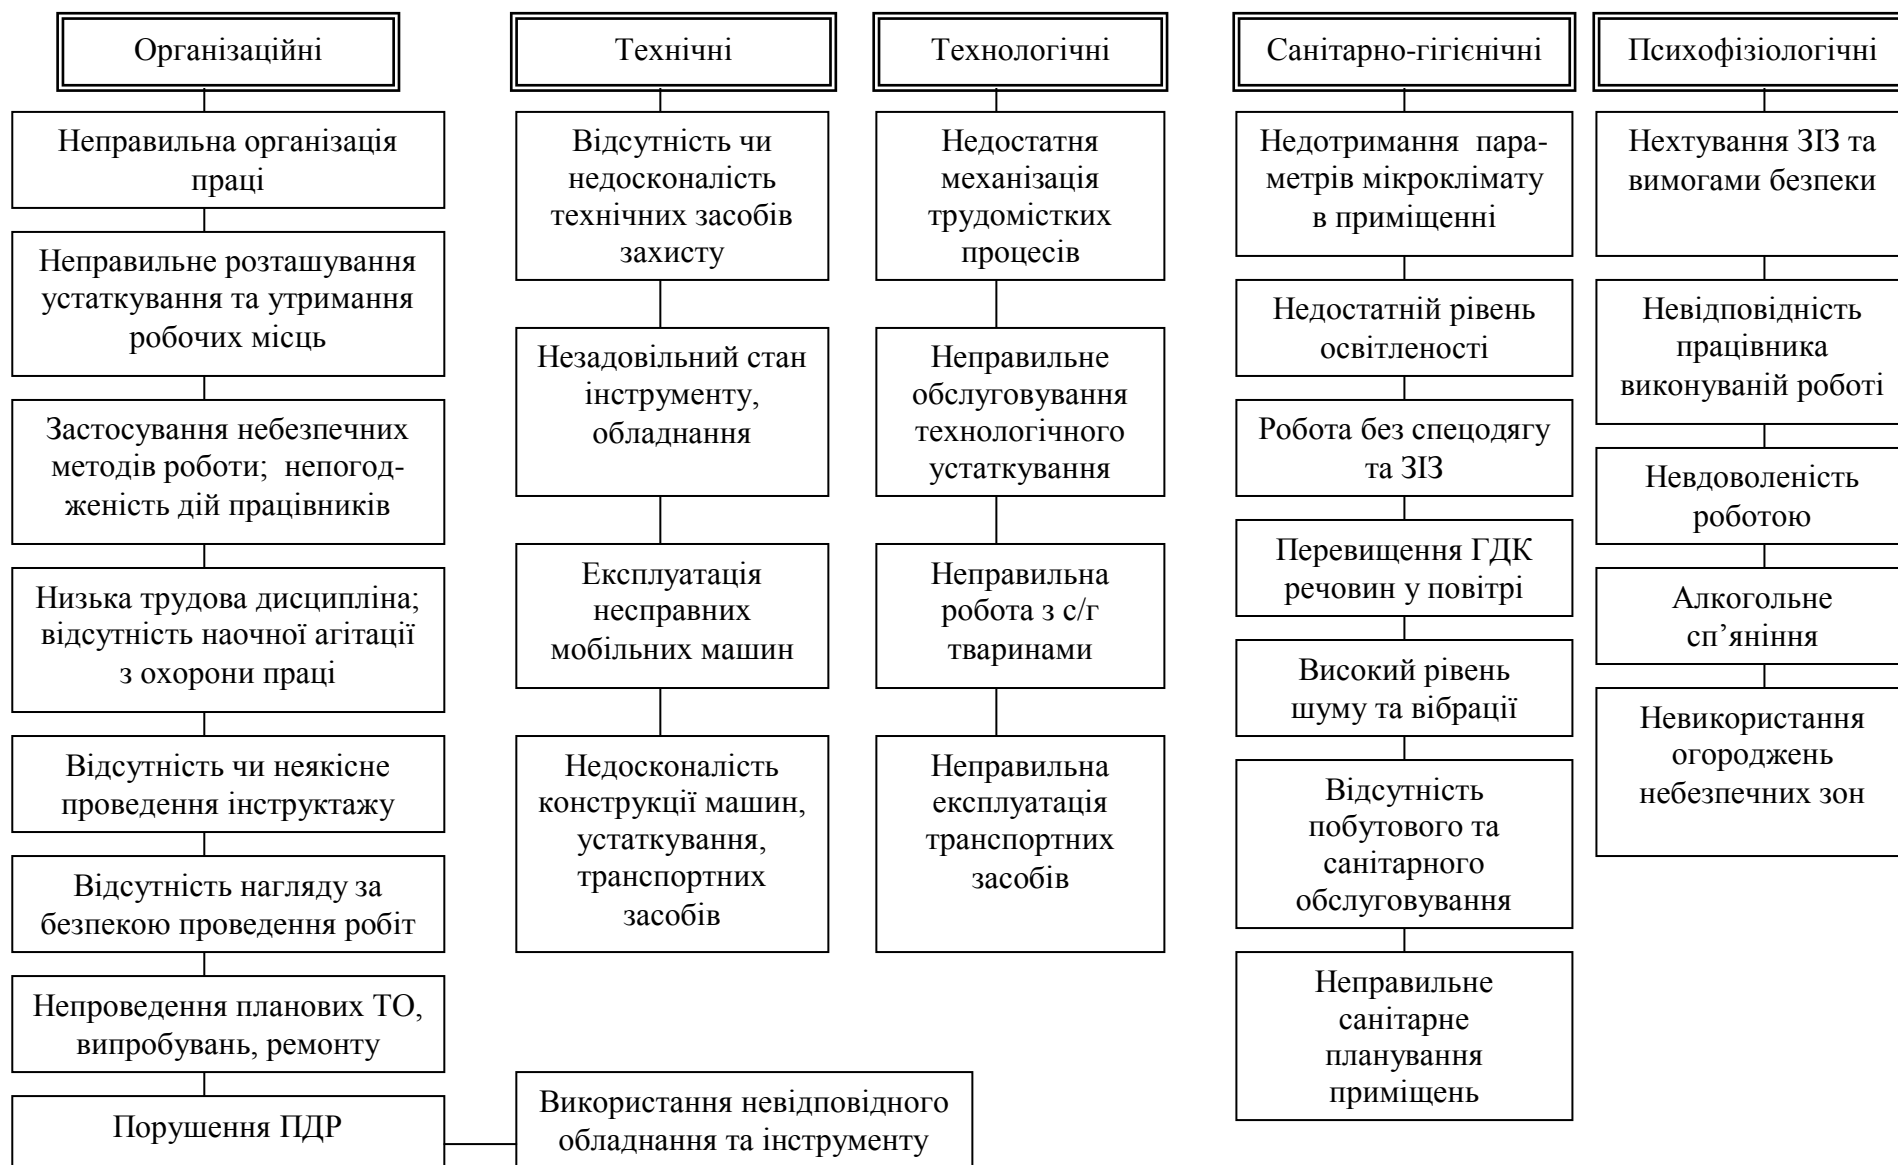 Організаційні
Неправильна організація
праці
Неправильне розташування
устаткування та утримання
робочих місць
Застосування небезпечних
методів роботи;  непогод-
женість дій працівників
Низька трудова дисципліна;
відсутність наочної агітації
з охорони праці
Відсутність чи неякісне
проведення інструктажу
Відсутність нагляду за
безпекою проведення робіт
Непроведення планових ТО,
випробувань, ремонту
Порушення ПДР
Використання невідповідного
обладнання та інструменту
Технічні
Відсутність чи
недосконалість
технічних засобів
захисту
Незадовільний стан
інструменту,
обладнання
Експлуатація
несправних
мобільних машин
Недосконалість
конструкції машин,
устаткування,
транспортних
засобів
Технологічні
Недостатня
механізація
трудомістких
процесів
Неправильне
обслуговування
технологічного
устаткування
Неправильна
робота з с/г
тваринами
Неправильна
експлуатація
транспортних
засобів
Санітарно-гігієнічні
Недотримання  пара-
метрів мікроклімату
в приміщенні
Недостатній рівень
освітленості
Робота без спецодягу
та ЗІЗ
Перевищення ГДК
речовин у повітрі
Високий рівень
шуму та вібрації
Відсутність
побутового та
санітарного
обслуговування
Неправильне
санітарне
планування
приміщень
Психофізіологічні
Нехтування ЗІЗ та
вимогами безпеки
Невідповідність
працівника
виконуваній роботі
Невдоволеність
роботою
Алкогольне
сп’яніння
Невикористання
огороджень
небезпечних зон